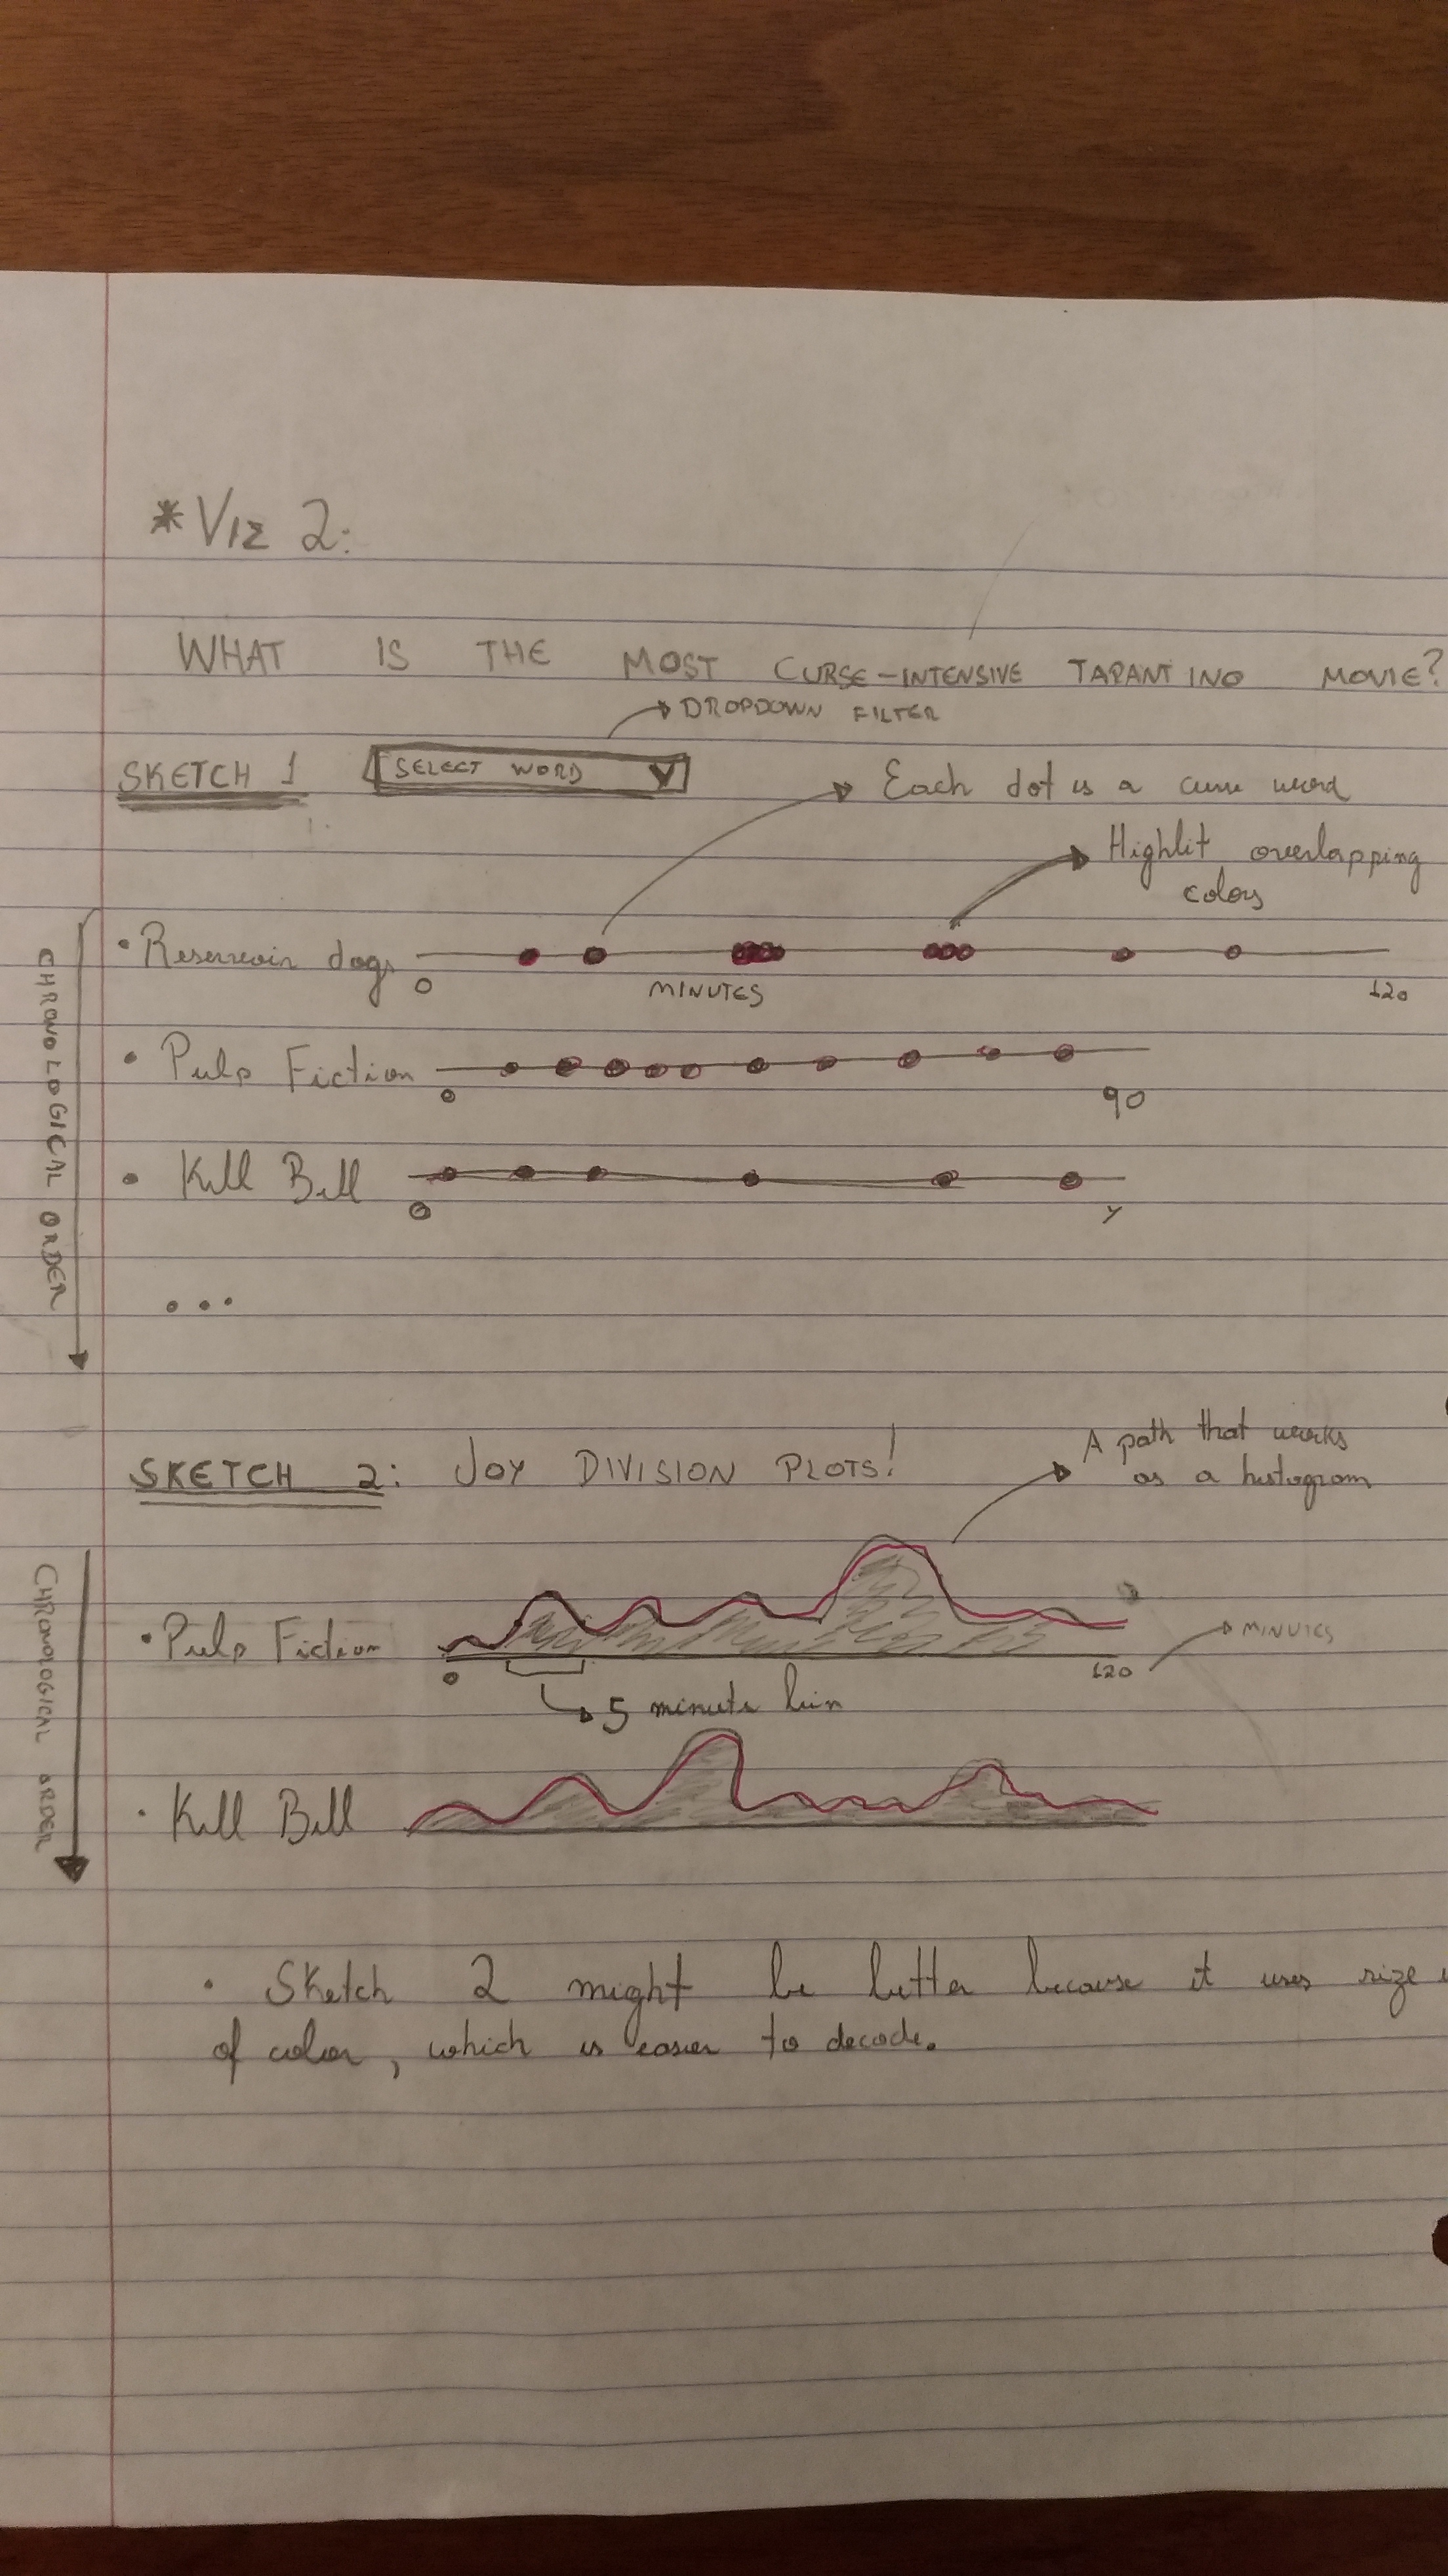 * Viz 2:
WHAT IS THE MOST CURSE-INTENSIVE TARANTINO MOVIE?
DROPDOWN FILTER
SKETCH 1
SELECT WORD
Each dot is a curse word
Highlit overlapping
colors
CHRONOLOGICAL ORDER
• Reservoir dogs
0
MINUTES
120
• Pulp Fiction
0
90
• Kill Bill
0
Y
...
SKETCH 2: JOY DIVISION PLOTS!
A path that works
as a histogram
CHRONOLOGICAL ORDER
• Pulp Fiction
0
120
MINUTES
5 minute bin
• Kill Bill
• Sketch 2 might be better because it uses size
of color, which is easier to decode.